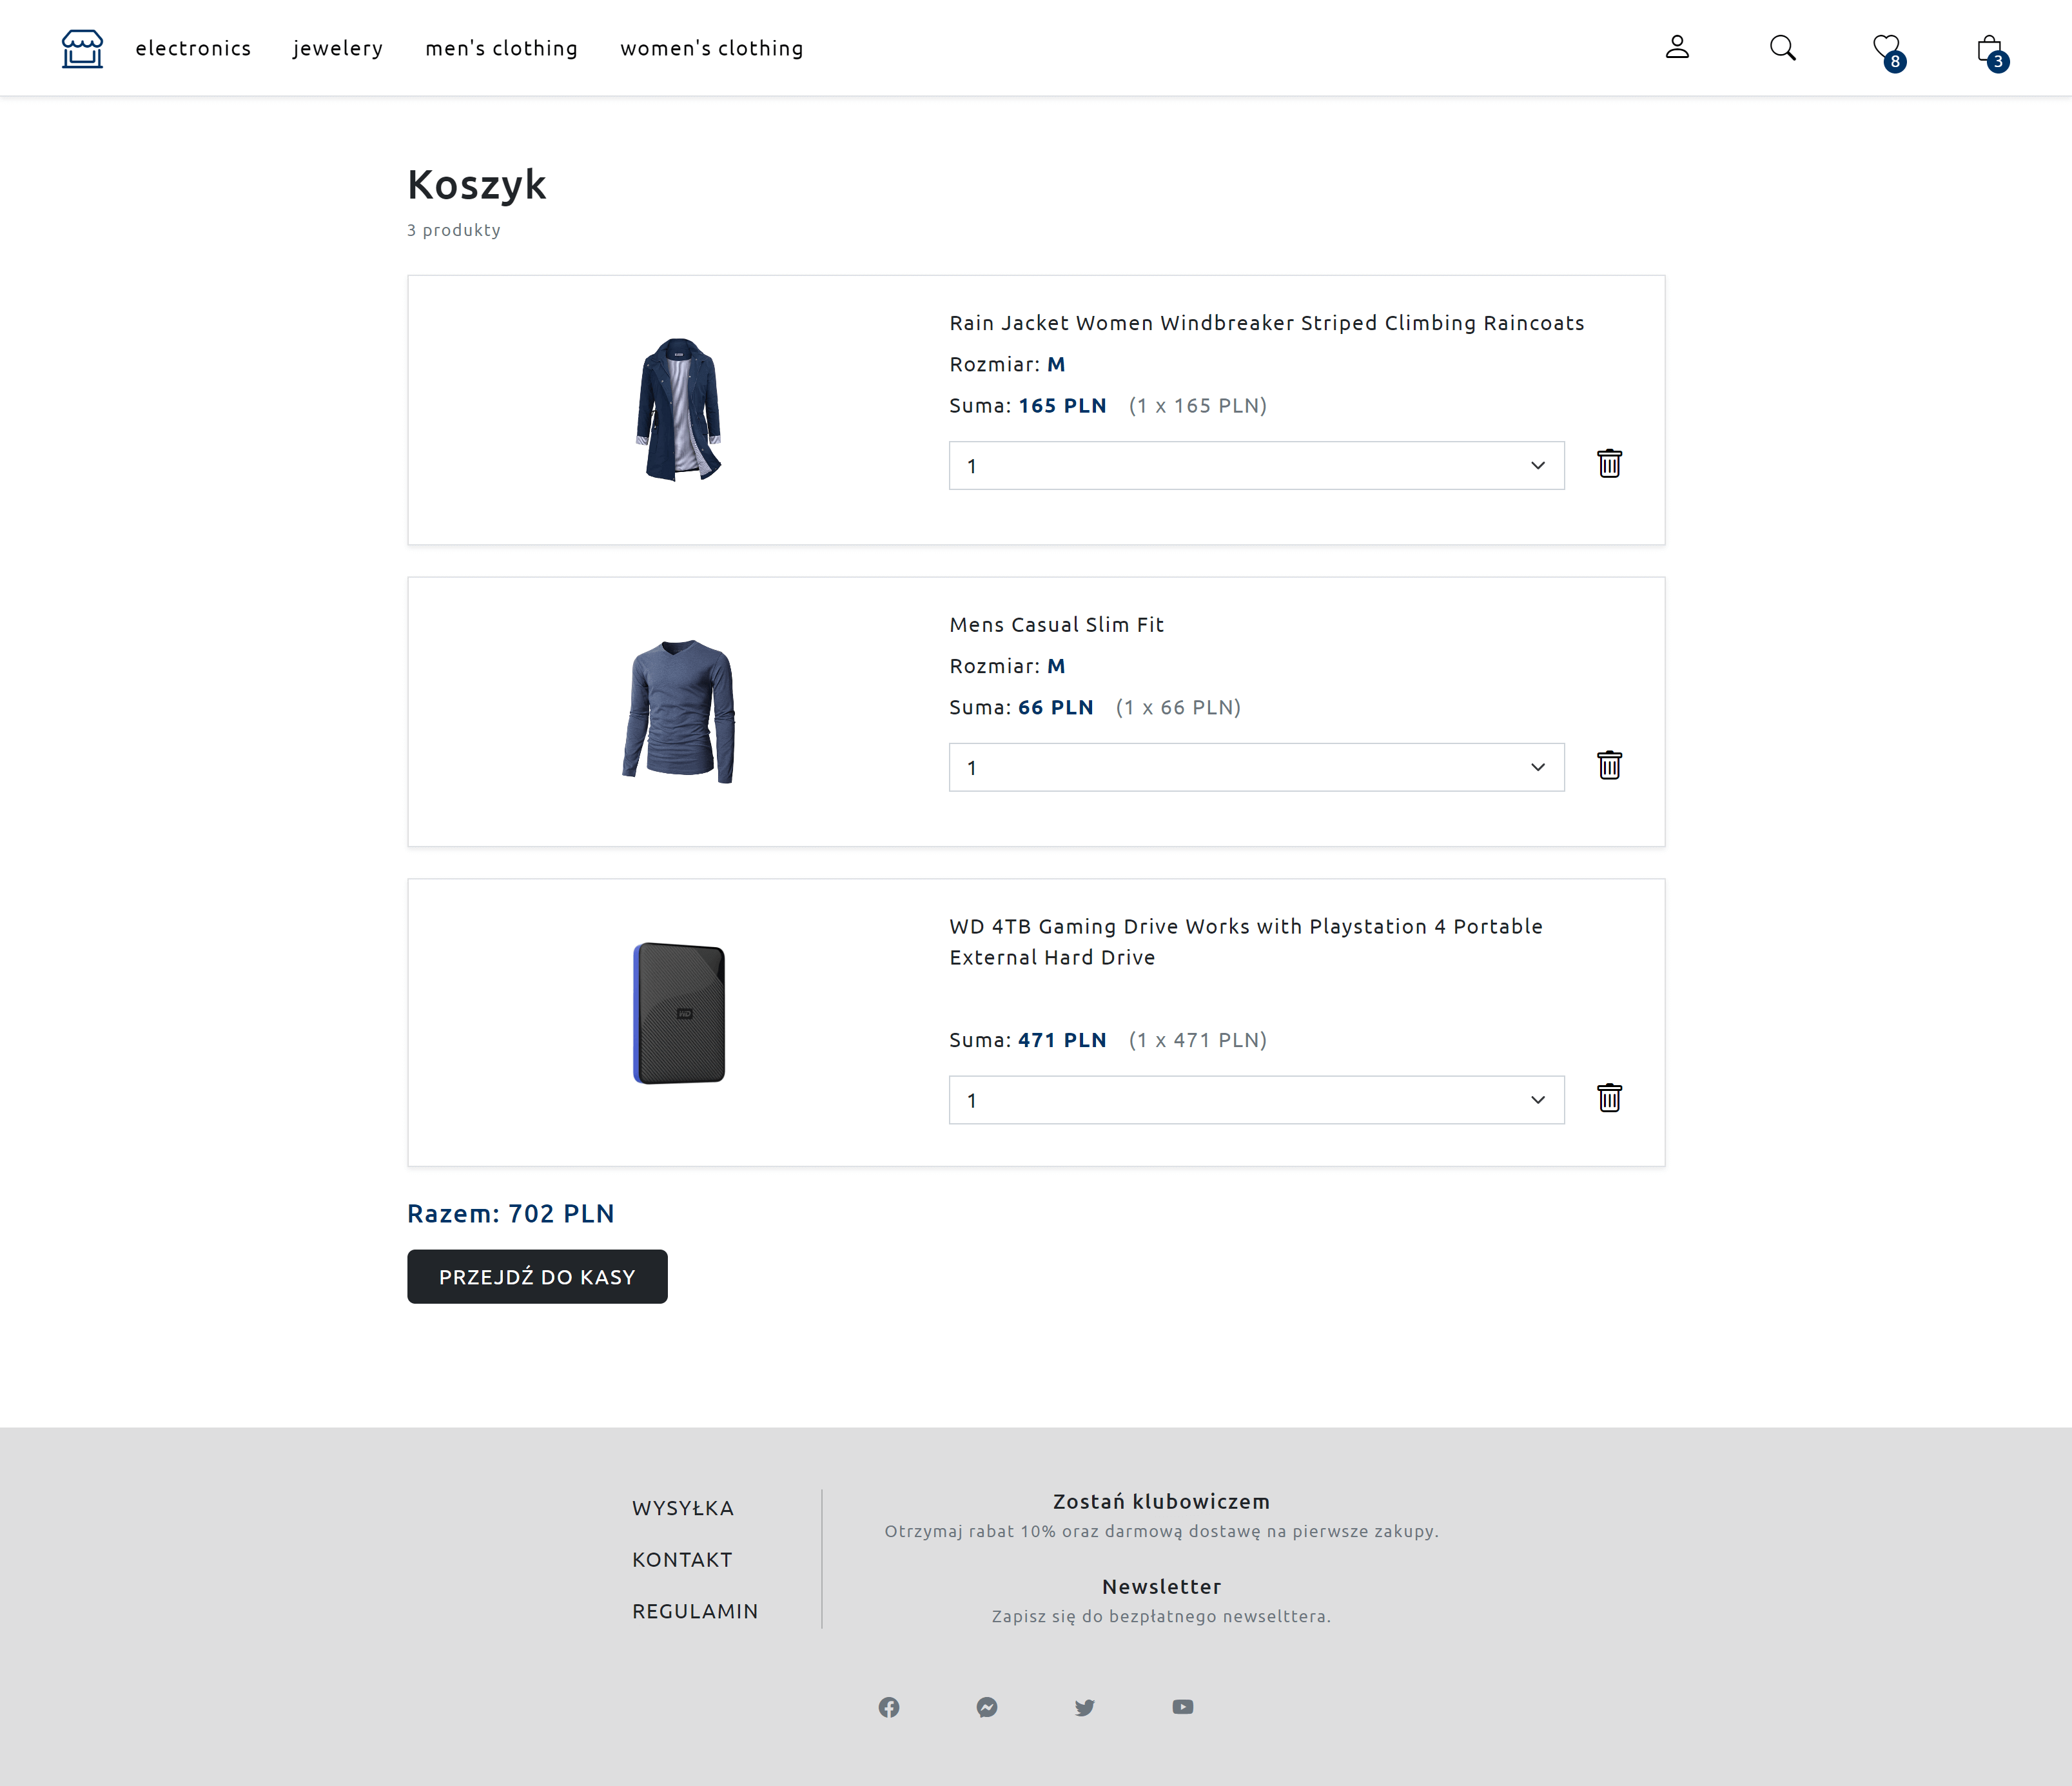 electronics jewelery men's clothing women's clothing 8 3
Koszyk
3 produkty
Rain Jacket Women Windbreaker Striped Climbing Raincoats
Rozmiar: M
Suma: 165 PLN (1 x 165 PLN)
1
Mens Casual Slim Fit
Rozmiar: M
Suma: 66 PLN (1 x 66 PLN)
1
WD
WD 4TB Gaming Drive Works with Playstation 4 Portable
External Hard Drive
Suma: 471 PLN (1 x 471 PLN)
1
Razem: 702 PLN
PRZEJDŹ DO KASY
WYSYŁKA
KONTAKT
REGULAMIN
Zostań klubowiczem
Otrzymaj rabat 10% oraz darmową dostawę na pierwsze zakupy.
Newsletter
Zapisz się do bezpłatnego newselttera.